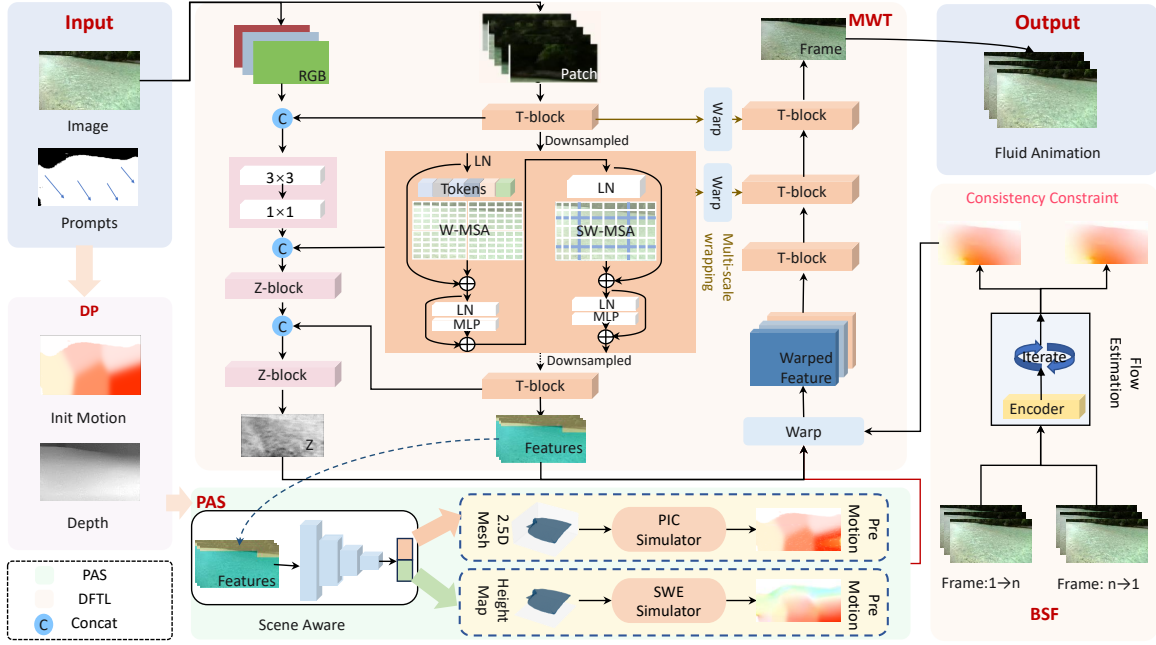 Input
Image
Prompts
DP
Init Motion
Depth
PAS
DFTL
C
Concat
MWT
RGB
Patch
Frame
C
T-block
Warp
T-block
Downsampled
3×3
1×1
C
Z-block
C
Z-block
Z
LN
Tokens
W-MSA
LN
MLP
LN
SW-MSA
LN
MLP
Downsampled
T-block
Features
Warp
T-block
Multi-scale
wrapping
T-block
Warped
Feature
Warp
Output
Fluid Animation
Consistency Constraint
Iterate
Encoder
Flow
Estimation
Frame:1→n
Frame: n→1
BSF
PAS
Features
Scene Aware
2.5D
Mesh
PIC
Simulator
Pre
Motion
Height
Map
SWE
Simulator
Pre
Motion